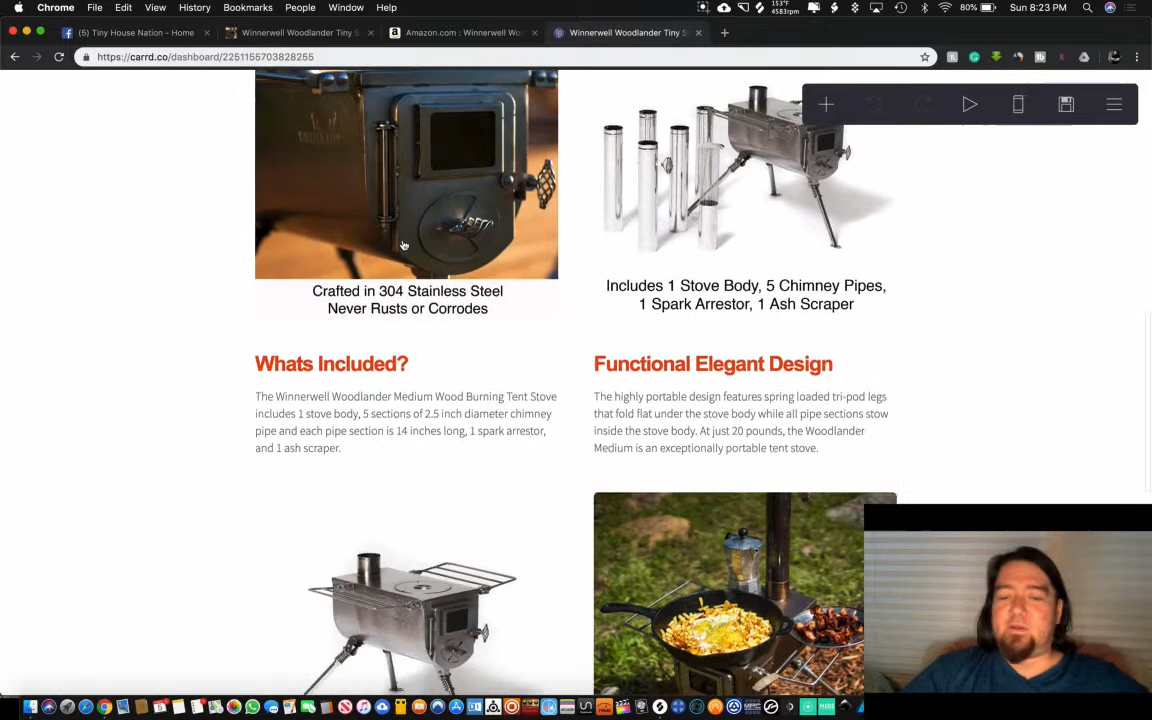 Chrome File Edit View History Bookmarks People Window Help
153°F
4583rpm
80% Sun 8:23 PM
(5) Tiny House Nation - Home
Winnerwell Woodlander Tiny S
Amazon.com : Winnerwell Wo
Winnerwell Woodlander Tiny S
https://carrd.co/dashboard/2251155703828255
Crafted in 304 Stainless Steel
Never Rusts or Corrodes
Includes 1 Stove Body, 5 Chimney Pipes,
1 Spark Arrestor, 1 Ash Scraper
Whats Included?
The Winnerwell Woodlander Medium Wood Burning Tent Stove
includes 1 stove body, 5 sections of 2.5 inch diameter chimney
pipe and each pipe section is 14 inches long, 1 spark arrestor,
and 1 ash scraper.
Functional Elegant Design
The highly portable design features spring loaded tri-pod legs
that fold flat under the stove body while all pipe sections stow
inside the stove body. At just 20 pounds, the Woodlander
Medium is an exceptionally portable tent stove.